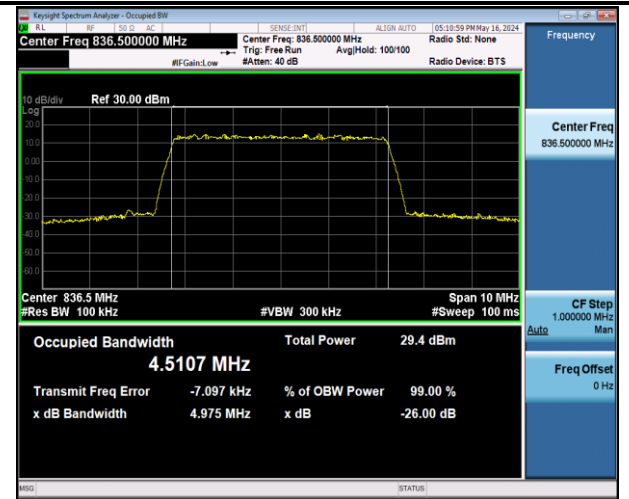 Keysight Spectrum Analyzer - Occupied BW
RL RF 50 Ω AC SENSE:INT ALIGN AUTO 05:10:59 PM May 16, 2024
Center Freq 836.500000 MHz
Center Freq: 836.500000 MHz
Radio Std: None
Trig: Free Run Avg|Hold: 100/100
#IFGain:Low #Atten: 40 dB Radio Device: BTS
Frequency
10 dB/div Ref 30.00 dBm
Log
20.0
10.0
0.00
-10.0
-20.0
-30.0
-40.0
-50.0
-60.0
Center Freq
836.500000 MHz
Center 836.5 MHz Span 10 MHz
#Res BW 100 kHz #VBW 300 kHz #Sweep 100 ms
CF Step
1.000000 MHz
Auto Man
Occupied Bandwidth Total Power 29.4 dBm
4.5107 MHz
Transmit Freq Error -7.097 kHz % of OBW Power 99.00 %
x dB Bandwidth 4.975 MHz x dB -26.00 dB
Freq Offset
0 Hz
MSG STATUS